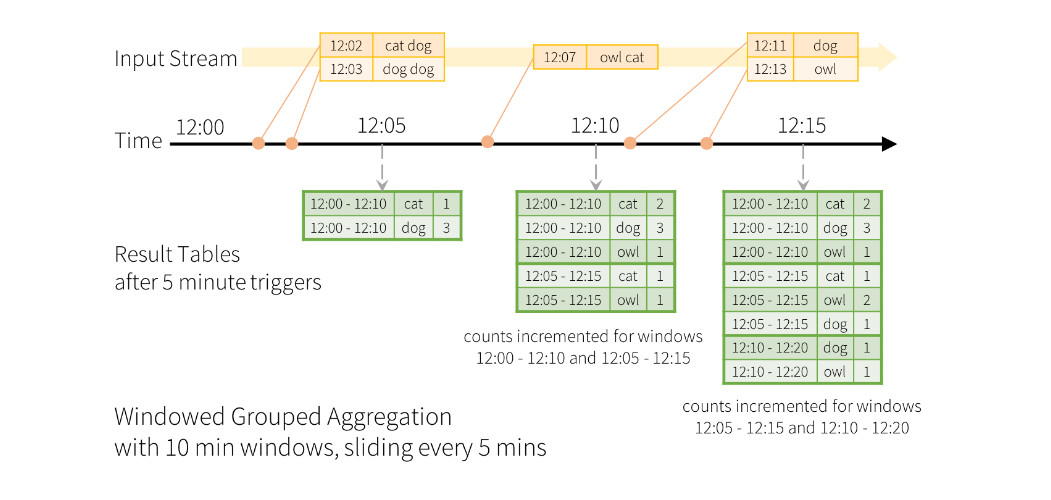 Input Stream
12:02 cat dog
12:03 dog dog
12:07 owl cat
12:11 dog
12:13 owl
Time
12:00
12:05
12:10
12:15
Result Tables
after 5 minute triggers
12:00 - 12:10 cat 1
12:00 - 12:10 dog 3
12:00 - 12:10 cat 2
12:00 - 12:10 dog 3
12:00 - 12:10 owl 1
12:05 - 12:15 cat 1
12:05 - 12:15 owl 1
counts incremented for windows
12:00 - 12:10 and 12:05 - 12:15
12:00 - 12:10 cat 2
12:00 - 12:10 dog 3
12:00 - 12:10 owl 1
12:05 - 12:15 cat 1
12:05 - 12:15 owl 2
12:05 - 12:15 dog 1
12:10 - 12:20 dog 1
12:10 - 12:20 owl 1
counts incremented for windows
12:05 - 12:15 and 12:10 - 12:20
Windowed Grouped Aggregation
with 10 min windows, sliding every 5 mins